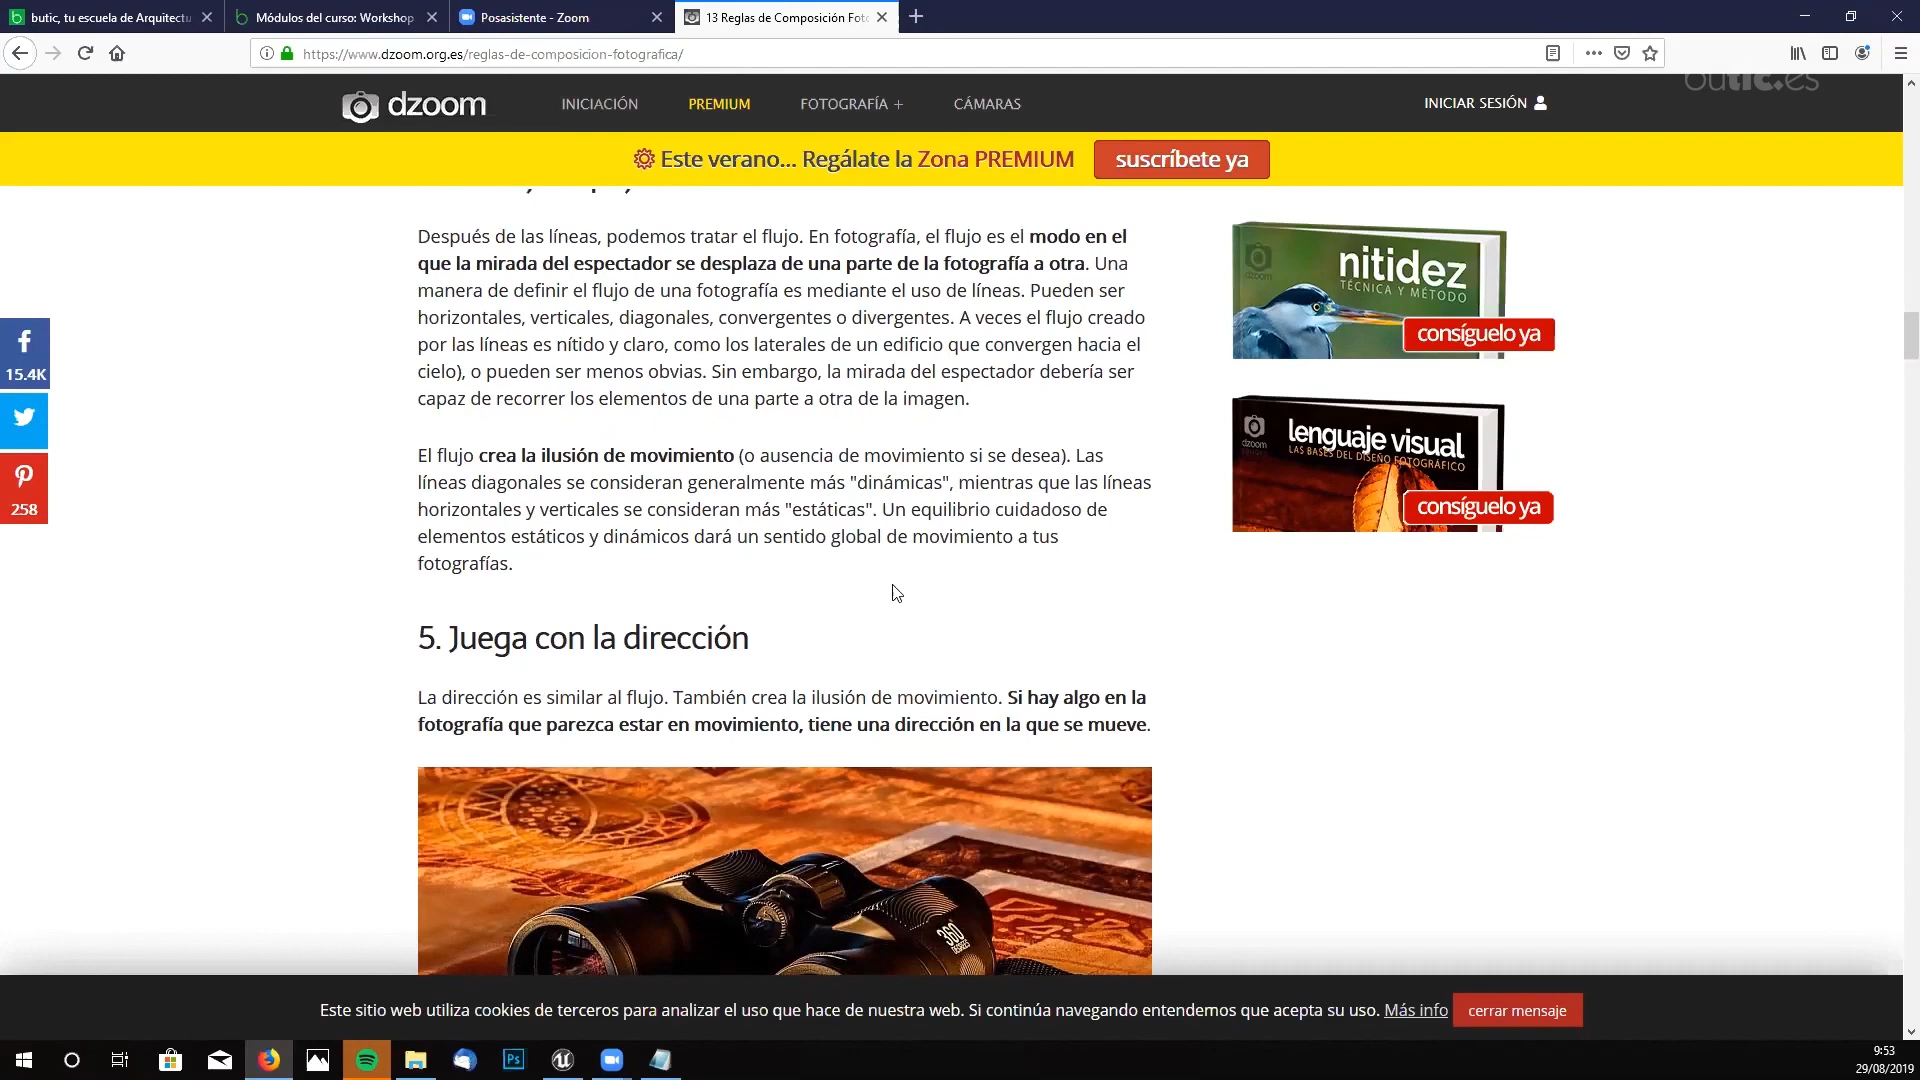 butic, tu escuela de Arquitectu
Módulos del curso: Workshop
Posasistente - Zoom
13 Reglas de Composición Foto
https://www.dzoom.org.es/reglas-de-composicion-fotografica/
butic.es
dzoom
INICIACIÓN
PREMIUM
FOTOGRAFÍA +
CÁMARAS
INICIAR SESIÓN
Este verano... Regálate la Zona PREMIUM
suscríbete ya
Después de las líneas, podemos tratar el flujo. En fotografía, el flujo es el modo en el
que la mirada del espectador se desplaza de una parte de la fotografía a otra. Una
manera de definir el flujo de una fotografía es mediante el uso de líneas. Pueden ser
horizontales, verticales, diagonales, convergentes o divergentes. A veces el flujo creado
por las líneas es nítido y claro, como los laterales de un edificio que convergen hacia el
cielo), o pueden ser menos obvias. Sin embargo, la mirada del espectador debería ser
capaz de recorrer los elementos de una parte a otra de la imagen.
El flujo crea la ilusión de movimiento (o ausencia de movimiento si se desea). Las
líneas diagonales se consideran generalmente más "dinámicas", mientras que las líneas
horizontales y verticales se consideran más "estáticas". Un equilibrio cuidadoso de
elementos estáticos y dinámicos dará un sentido global de movimiento a tus
fotografías.
5. Juega con la dirección
La dirección es similar al flujo. También crea la ilusión de movimiento. Si hay algo en la
fotografía que parezca estar en movimiento, tiene una dirección en la que se mueve.
360
DEGREES
15.4K
258
dzoom
nitidez
TÉCNICA Y MÉTODO
consíguelo ya
dzoom
lenguaje visual
LAS BASES DEL DISEÑO FOTOGRÁFICO
consíguelo ya
Este sitio web utiliza cookies de terceros para analizar el uso que hace de nuestra web. Si continúa navegando entendemos que acepta su uso. Más info
cerrar mensaje
Ps
9:53
29/08/2019